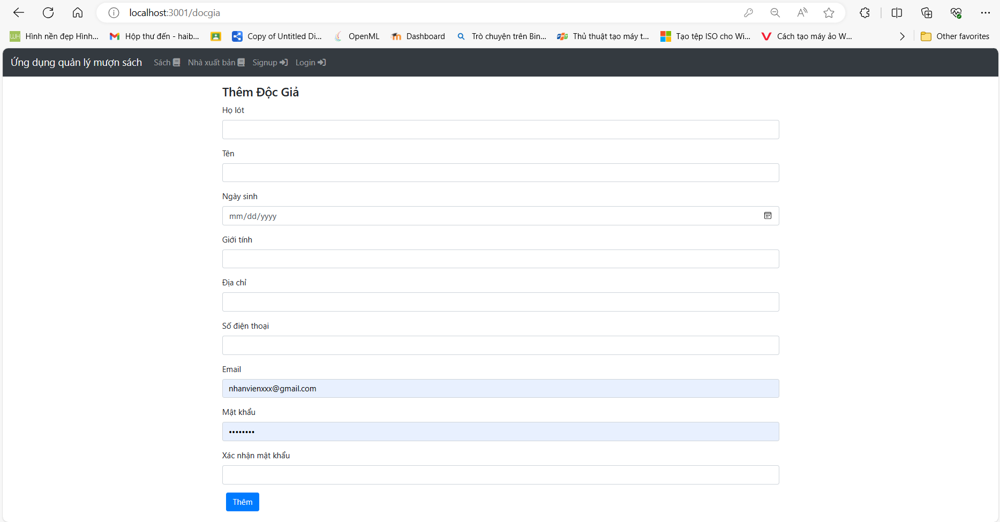 localhost:3001/docgia
Hình nền đẹp Hình... Hộp thư đến - haib... Copy of Untitled Di... OpenML Dashboard Trò chuyện trên Bin... Thủ thuật tạo máy t... Tạo tệp ISO cho Wi... Cách tạo máy ảo W... Other favorites
Ứng dụng quản lý mượn sách Sách Nhà xuất bản Signup Login
Thêm Độc Giả
Họ lót
Tên
Ngày sinh
mm/dd/yyyy
Giới tính
Địa chỉ
Số điện thoại
Email
nhanvienxxx@gmail.com
Mật khẩu
••••••••
Xác nhận mật khẩu
Thêm